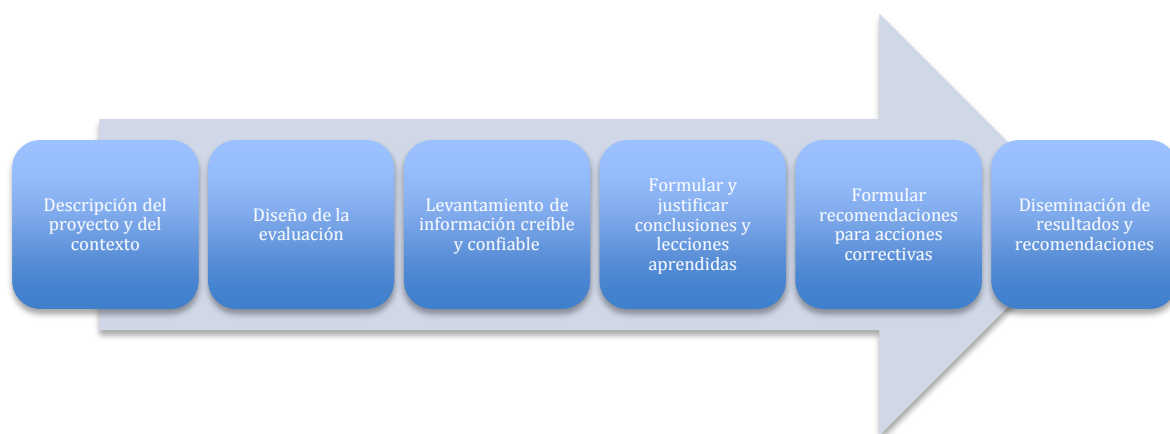 Descripción del
proyecto y del
contexto
Diseño de la
evaluación
Levantamiento de
información creíble
y confiable
Formular y
justificar
conclusiones y
lecciones
aprendidas
Formular
recomendaciones
para acciones
correctivas
Diseminación de
resultados y
recomendaciones